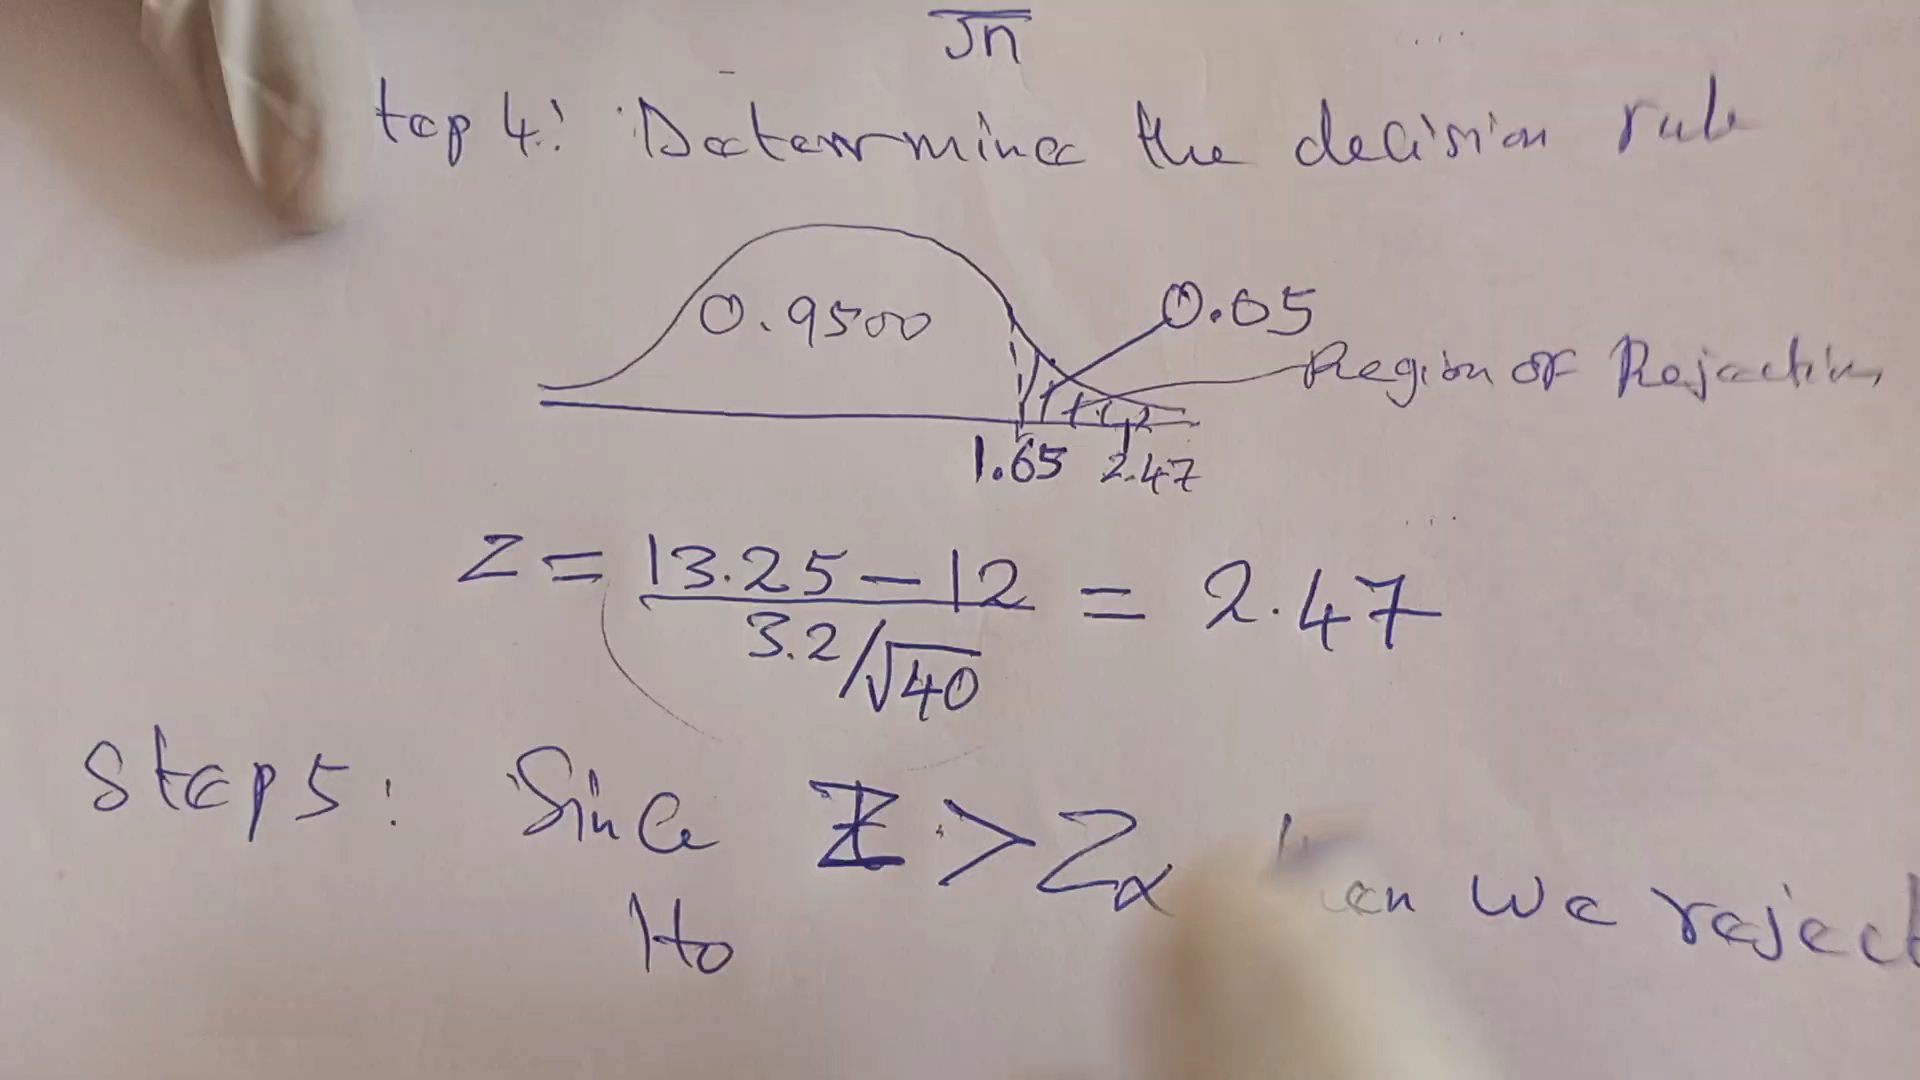 √n
tep 4: Determine the decision rule
0.9500
0.05
Region of Rejection
1.65 2.47
Z = 13.25 - 12 = 2.47
3.2/√40
Step 5: Since Z > Zα then we reject
Ho